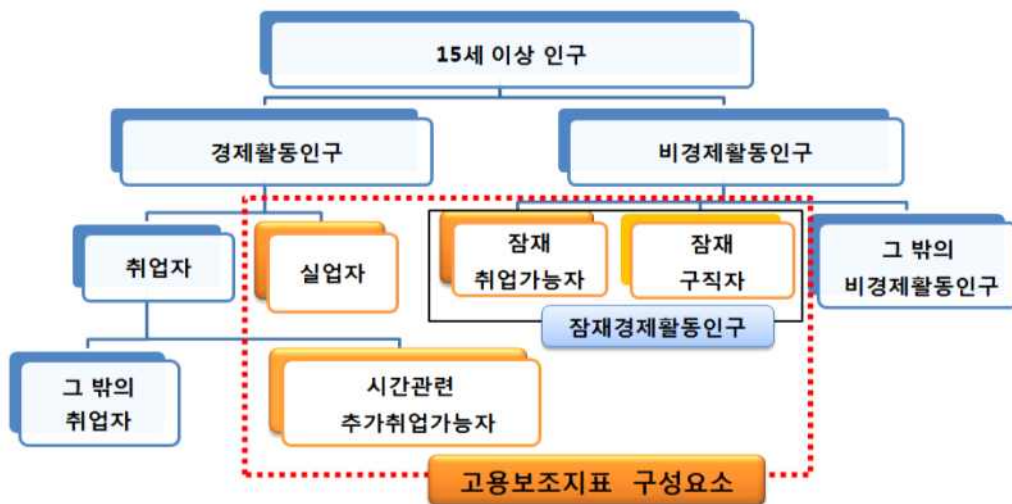 15세 이상 인구
경제활동인구
비경제활동인구
취업자
실업자
잠재
취업가능자
잠재
구직자
그 밖의
비경제활동인구
잠재경제활동인구
그 밖의
취업자
시간관련
추가취업가능자
고용보조지표 구성요소